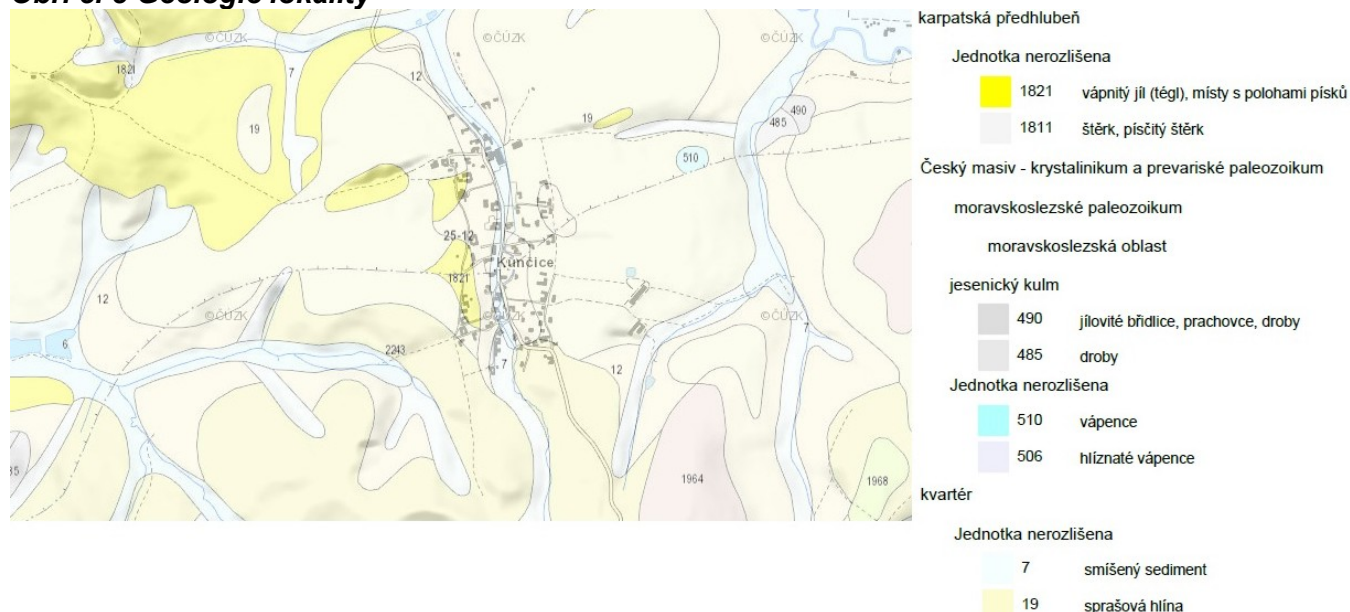 Obr. č. 3 Geologie lokality
©ČÚZK
©ČÚZK
©ČÚZK
1821
7
12
19
19
490
485
510
25-12
Kunčice
1821
12
©ČÚZK
©ČÚZK
©ČÚZK
7
6
2243
7
12
1964
1968
karpatská předhlubeň
Jednotka nerozlišena
1821 vápnitý jíl (tégl), místy s polohami písků
1811 štěrk, písčitý štěrk
Český masiv - krystalinikum a prevariské paleozoikum
moravskoslezské paleozoikum
moravskoslezská oblast
jesenický kulm
490 jílovité břidlice, prachovce, droby
485 droby
Jednotka nerozlišena
510 vápence
506 hlíznaté vápence
kvartér
Jednotka nerozlišena
7 smíšený sediment
19 sprašová hlína